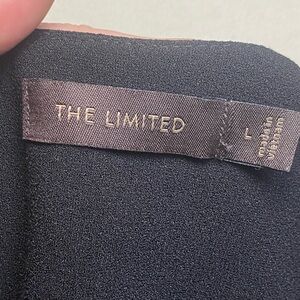 THE LIMITED
L
made in
vietnam